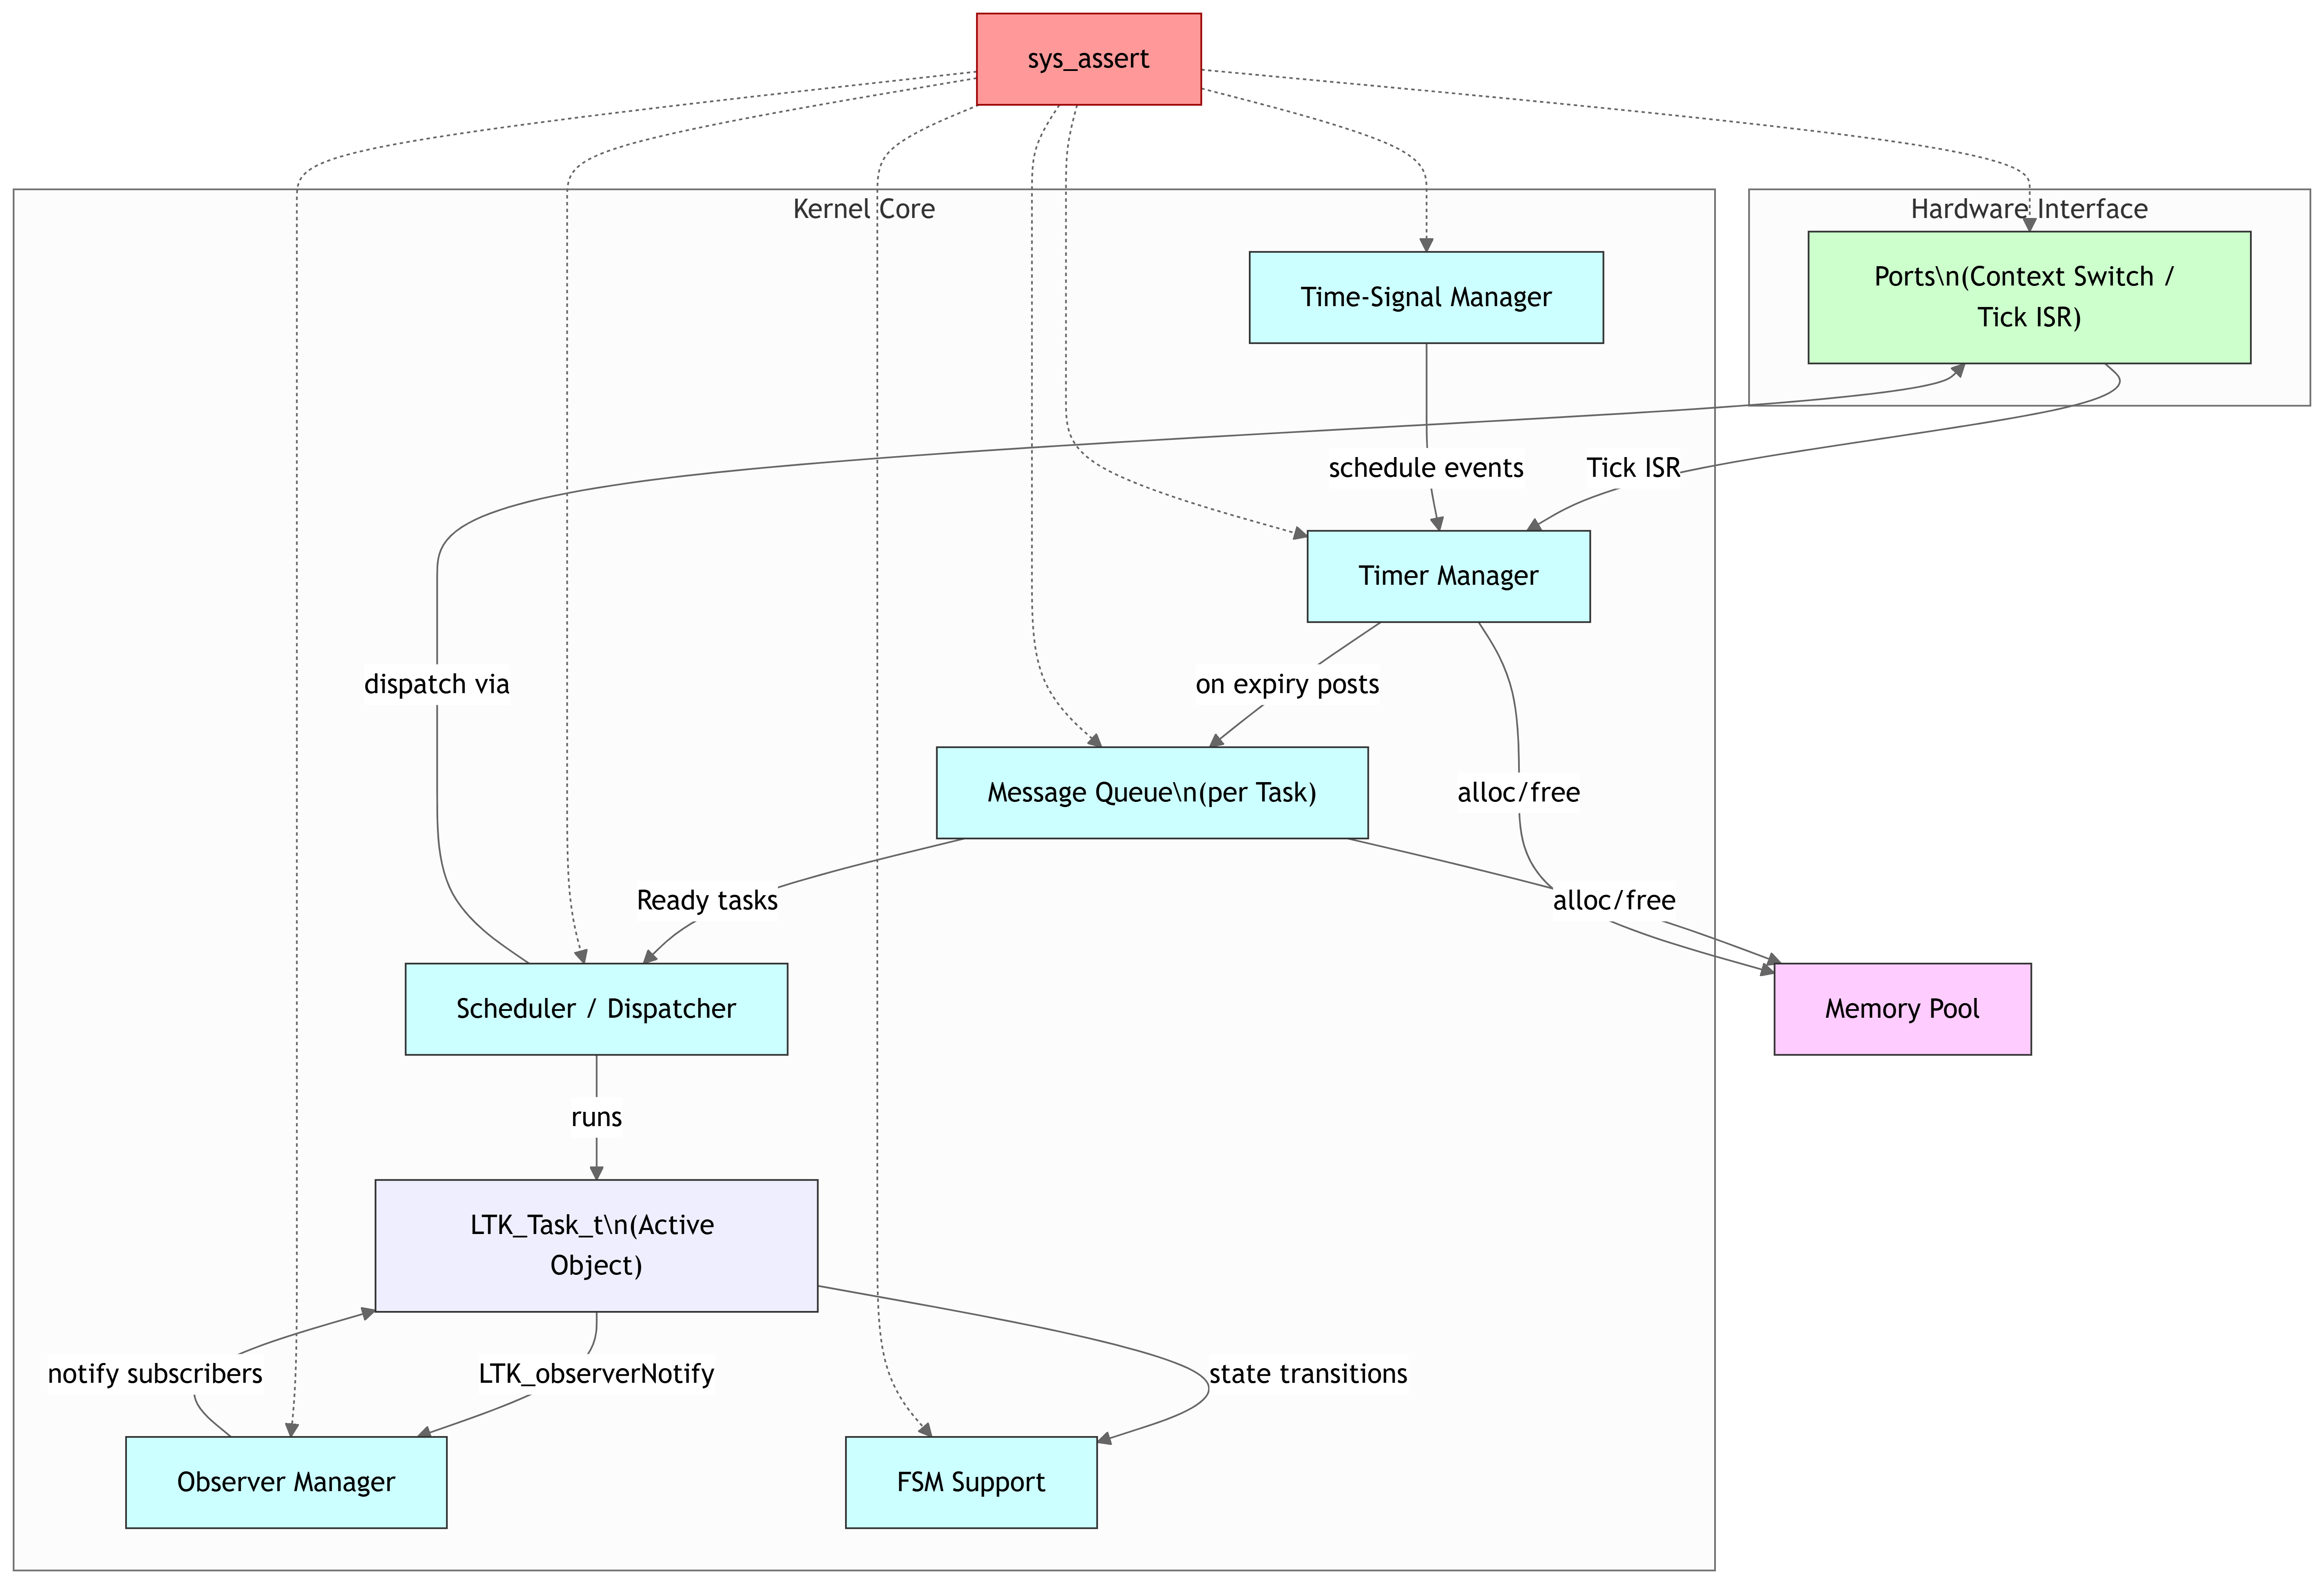 sys_assert
Kernel Core
Hardware Interface
Ports\n(Context Switch /
Tick ISR)
Time-Signal Manager
schedule events
Tick ISR
Timer Manager
dispatch via
on expiry posts
Message Queue\n(per Task)
alloc/free
Ready tasks
alloc/free
Scheduler / Dispatcher
Memory Pool
runs
LTK_Task_t\n(Active
Object)
notify subscribers
LTK_observerNotify
state transitions
Observer Manager
FSM Support